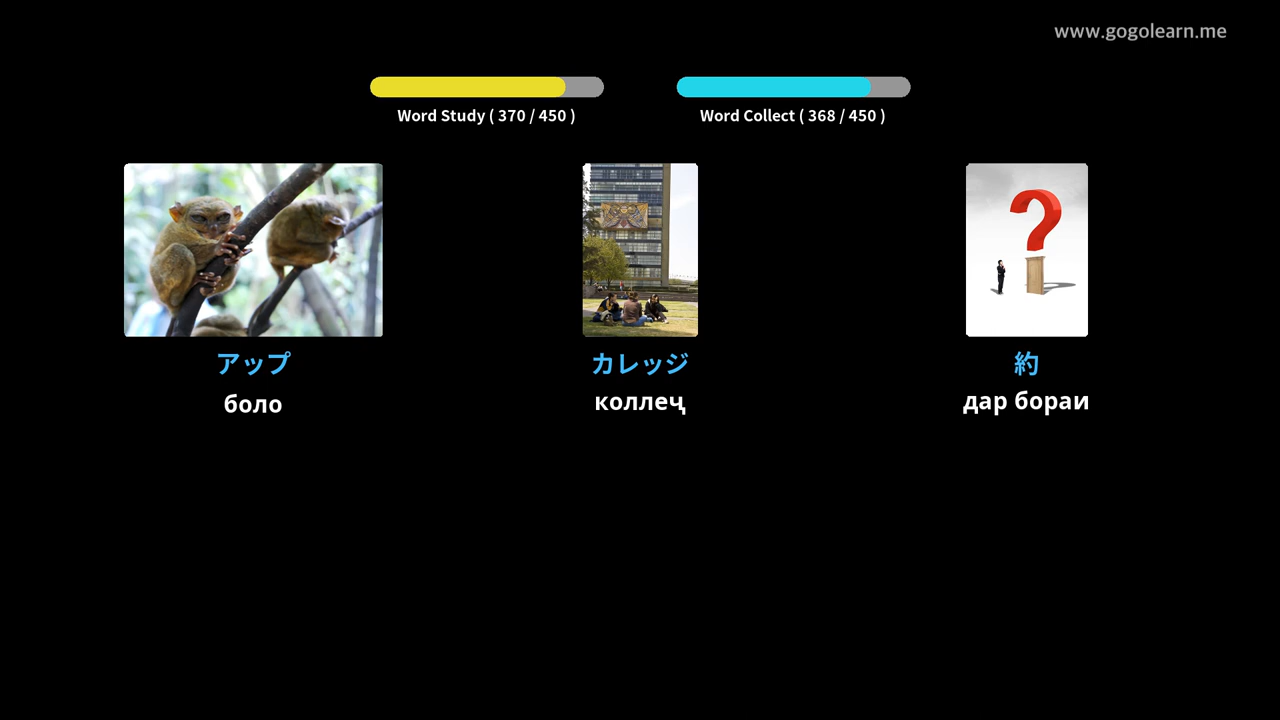 www.gogolearn.me
Word Study ( 370 / 450 )
Word Collect ( 368 / 450 )
アップ
カレッジ
約
боло
коллеҷ
дар бораи